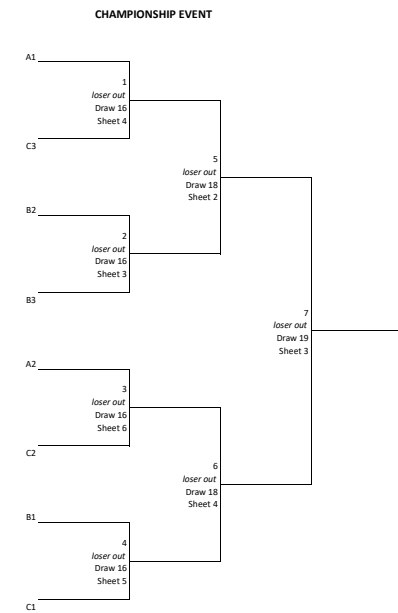 CHAMPIONSHIP EVENT
A1
1
loser out
Draw 16
Sheet 4
C3
5
loser out
Draw 18
Sheet 2
B2
2
loser out
Draw 16
Sheet 3
B3
7
loser out
Draw 19
Sheet 3
A2
3
loser out
Draw 16
Sheet 6
C2
6
loser out
Draw 18
Sheet 4
B1
4
loser out
Draw 16
Sheet 5
C1